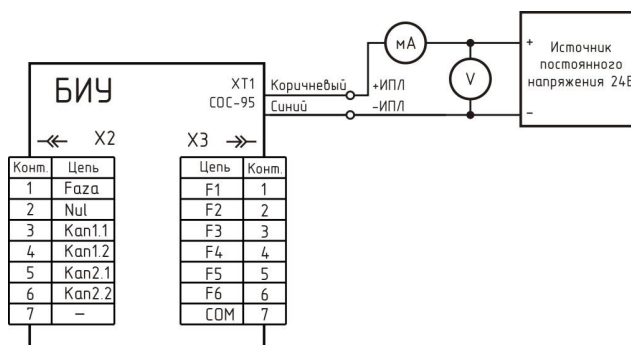 БИУ
XT1
СОС-95
Коричневый
+ИПЛ
Синий
-ИПЛ
мА
V
+
-
Источник
постоянного
напряжения 24В
X2
X3
Конт. Цепь
1 Faza
2 Nul
3 Kan1.1
4 Kan1.2
5 Kan2.1
6 Kan2.2
7 -
Цепь Конт.
F1 1
F2 2
F3 3
F4 4
F5 5
F6 6
COM 7